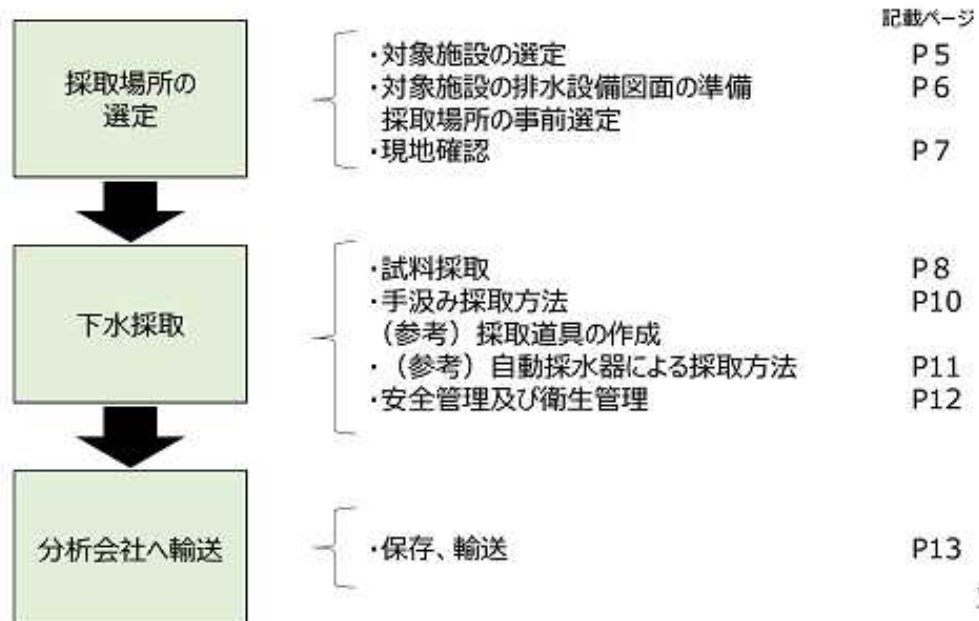 記載ページ
採取場所の
選定
・対象施設の選定 P 5
・対象施設の排水設備図面の準備 P 6
採取場所の事前選定
・現地確認 P 7
下水採取
・試料採取 P 8
・手汲み採取方法 P10
（参考）採取道具の作成
・（参考）自動採水器による採取方法 P11
・安全管理及び衛生管理 P12
分析会社へ輸送
・保存、輸送 P13